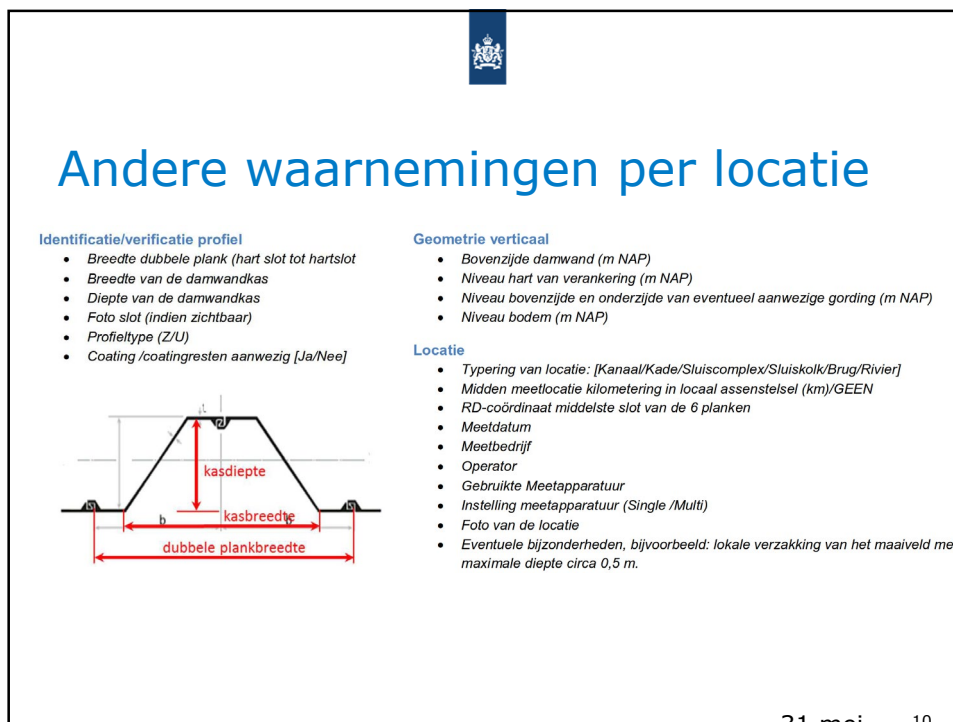 Andere waarnemingen per locatie
Identificatie/verificatie profiel
• Breedte dubbele plank (hart slot tot hartslot
• Breedte van de damwandkas
• Diepte van de damwandkas
• Foto slot (indien zichtbaar)
• Profieltype (Z/U)
• Coating /coatingresten aanwezig [Ja/Nee]
t
kasdiepte
b
kasbreedte
dubbele plankbreedte
Geometrie verticaal
• Bovenzijde damwand (m NAP)
• Niveau hart van verankering (m NAP)
• Niveau bovenzijde en onderzijde van eventueel aanwezige gording (m NAP)
• Niveau bodem (m NAP)
Locatie
• Typering van locatie: [Kanaal/Kade/Sluiscomplex/Sluiskolk/Brug/Rivier]
• Midden meetlocatie kilometering in locaal assenstelsel (km)/GEEN
• RD-coördinaat middelste slot van de 6 planken
• Meetdatum
• Meetbedrijf
• Operator
• Gebruikte Meetapparatuur
• Instelling meetapparatuur (Single /Multi)
• Foto van de locatie
• Eventuele bijzonderheden, bijvoorbeeld: lokale verzakking van het maaiveld me
maximale diepte circa 0,5 m.
31 mei 10